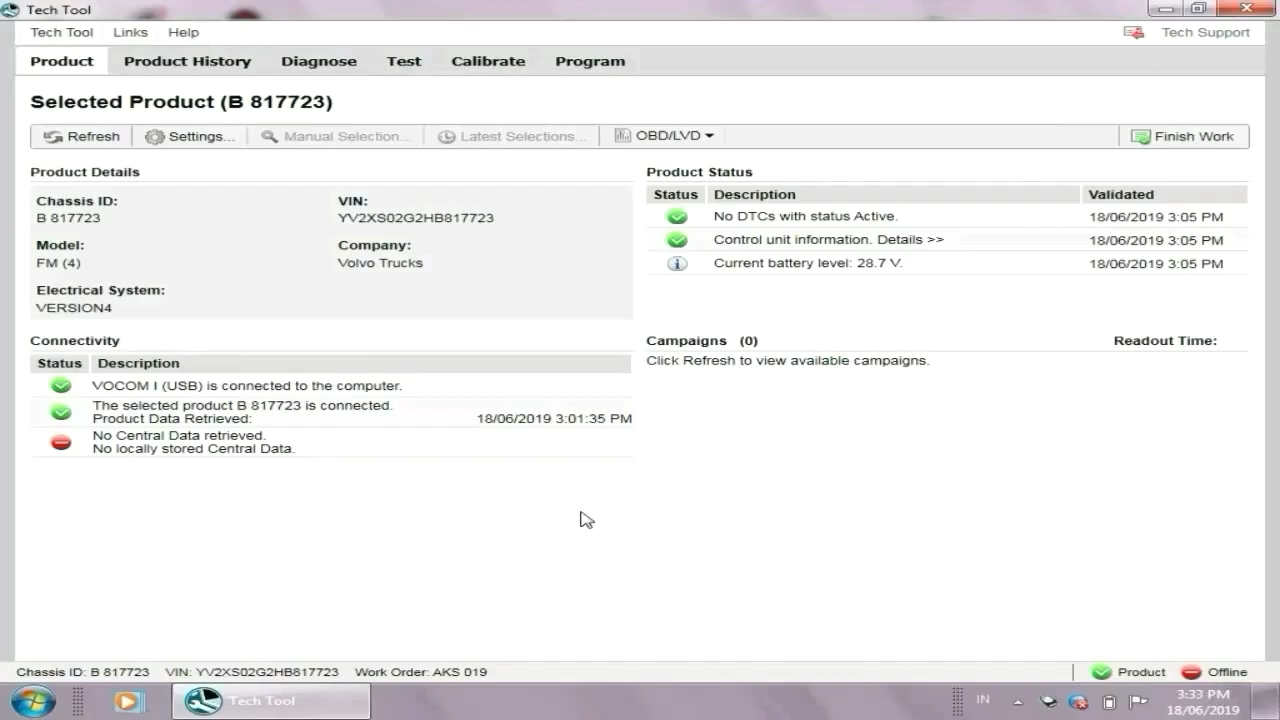 Tech Tool
Tech Tool Links Help Tech Support
Product Product History Diagnose Test Calibrate Program
Selected Product (B 817723)
Refresh Settings... Manual Selection... Latest Selections... OBD/LVD Finish Work
Product Details
Chassis ID: VIN:
B 817723 YV2XS02G2HB817723
Model: Company:
FM (4) Volvo Trucks
Electrical System:
VERSION4
Product Status
Status Description Validated
No DTCs with status Active. 18/06/2019 3:05 PM
Control unit information. Details >> 18/06/2019 3:05 PM
Current battery level: 28.7 V. 18/06/2019 3:05 PM
Connectivity
Status Description
VOCOM I (USB) is connected to the computer.
The selected product B 817723 is connected.
Product Data Retrieved: 18/06/2019 3:01:35 PM
No Central Data retrieved.
No locally stored Central Data.
Campaigns (0) Readout Time:
Click Refresh to view available campaigns.
Chassis ID: B 817723 VIN: YV2XS02G2HB817723 Work Order: AKS 019 Product Offline
Tech Tool IN 3:33 PM
18/06/2019